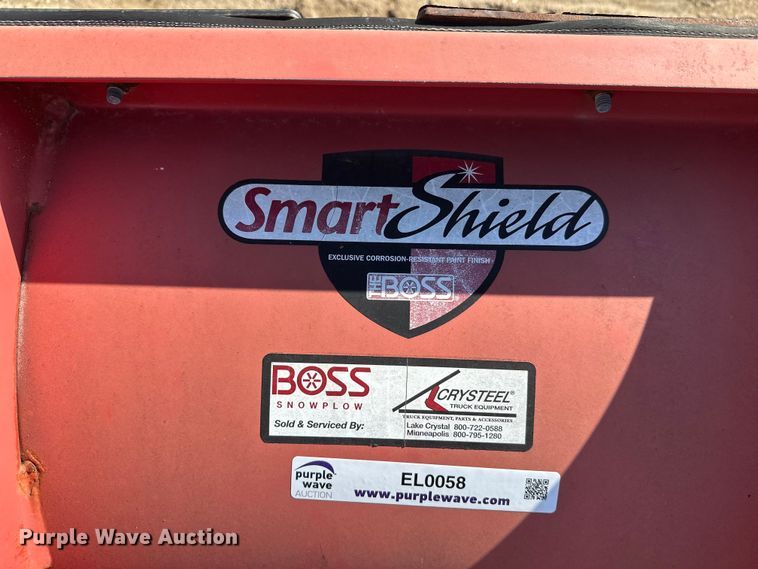 SmartShield
EXCLUSIVE CORROSION-RESISTANT PAINT FINISH
THE BOSS
BOSS
SNOWPLOW
Sold & Serviced By:
CRYSTEEL®
TRUCK EQUIPMENT
TRUCK EQUIPMENT, PARTS & ACCESSORIES
Lake Crystal 800-722-0588
Minneapolis 800-795-1280
purple
wave
AUCTION
EL0058
www.purplewave.com
Purple Wave Auction